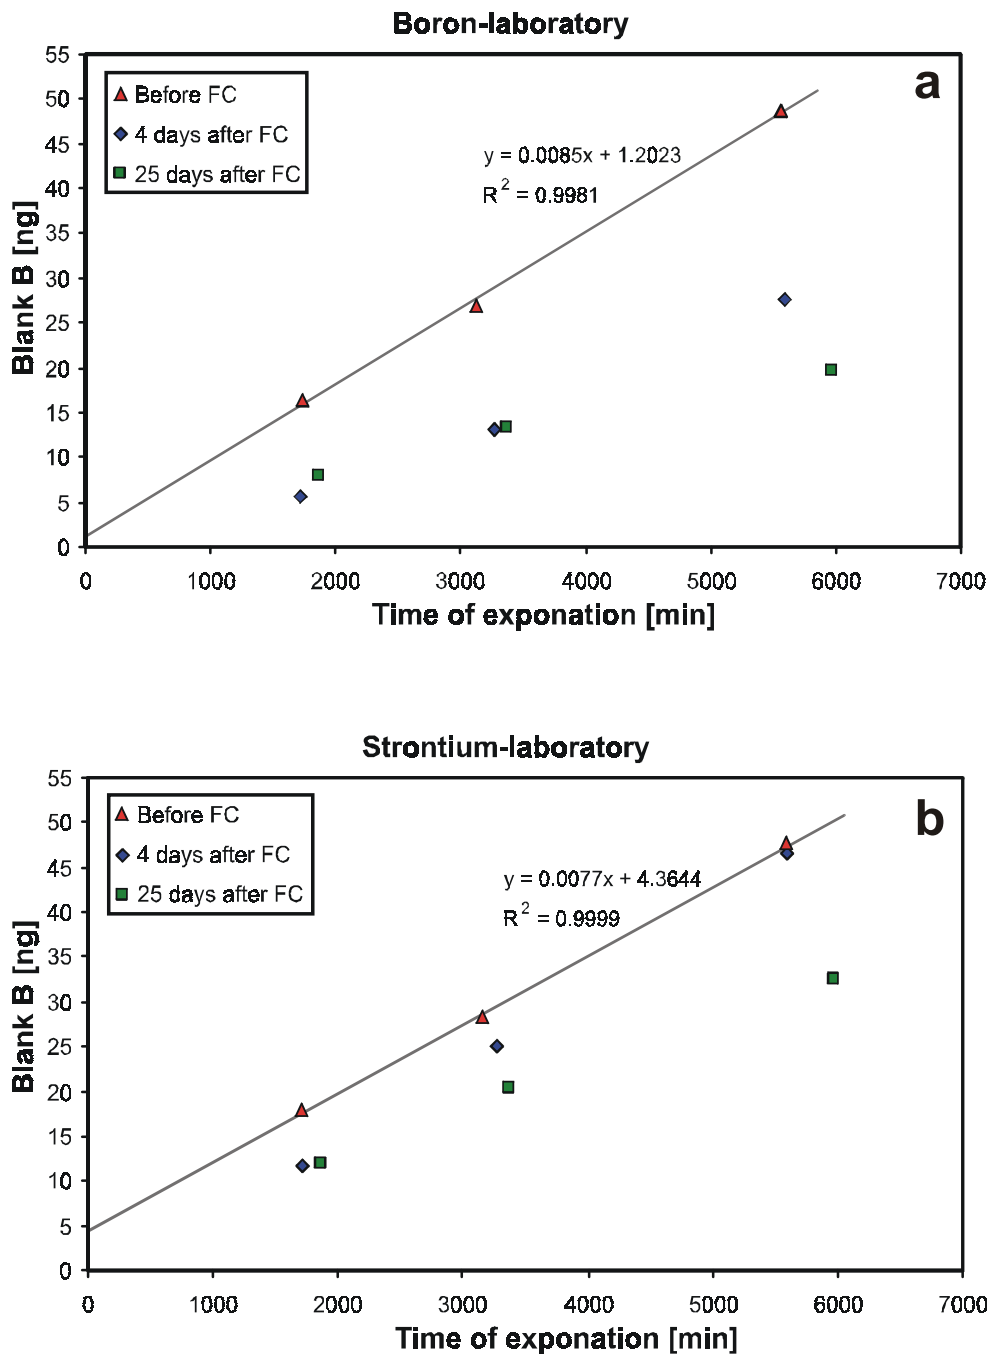 Boron-laboratory
a
Before FC
4 days after FC
25 days after FC
y = 0.0085x + 1.2023
R2 = 0.9981
Blank B [ng]
55
50
45
40
35
30
25
20
15
10
5
0
0 1000 2000 3000 4000 5000 6000 7000
Time of exponation [min]
Strontium-laboratory
b
Before FC
4 days after FC
25 days after FC
y = 0.0077x + 4.3644
R2 = 0.9999
Blank B [ng]
55
50
45
40
35
30
25
20
15
10
5
0
0 1000 2000 3000 4000 5000 6000 7000
Time of exponation [min]